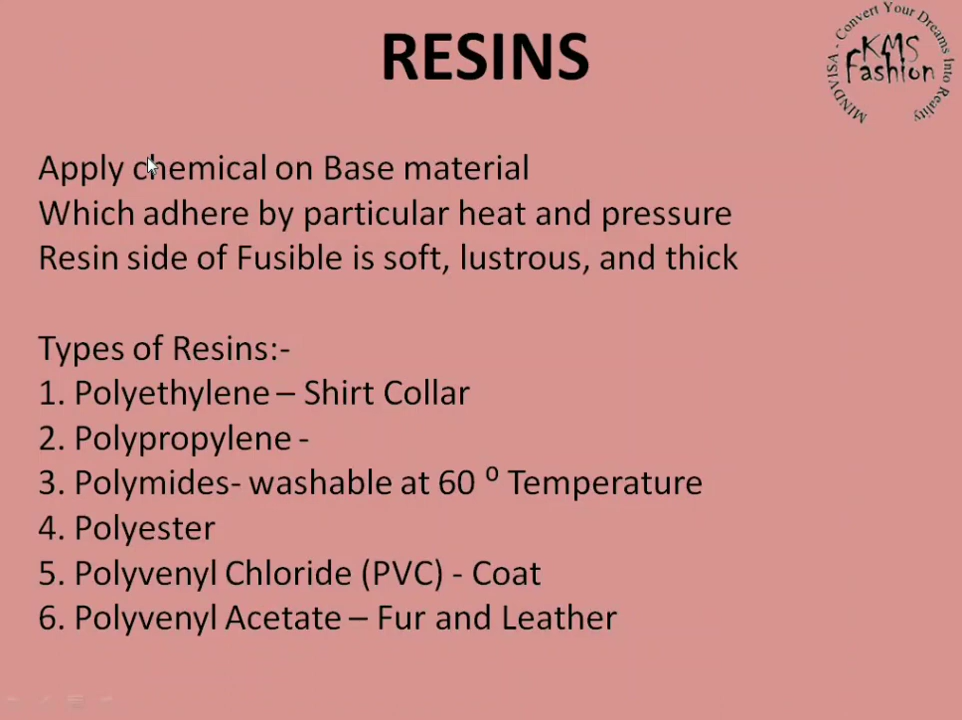 RESINS
MINDVISA - Convert Your Dreams Into Reality
KMS
Fashion
Apply chemical on Base material
Which adhere by particular heat and pressure
Resin side of Fusible is soft, lustrous, and thick
Types of Resins:-
1. Polyethylene – Shirt Collar
2. Polypropylene -
3. Polymides- washable at 60 ⁰ Temperature
4. Polyester
5. Polyvenyl Chloride (PVC) - Coat
6. Polyvenyl Acetate – Fur and Leather